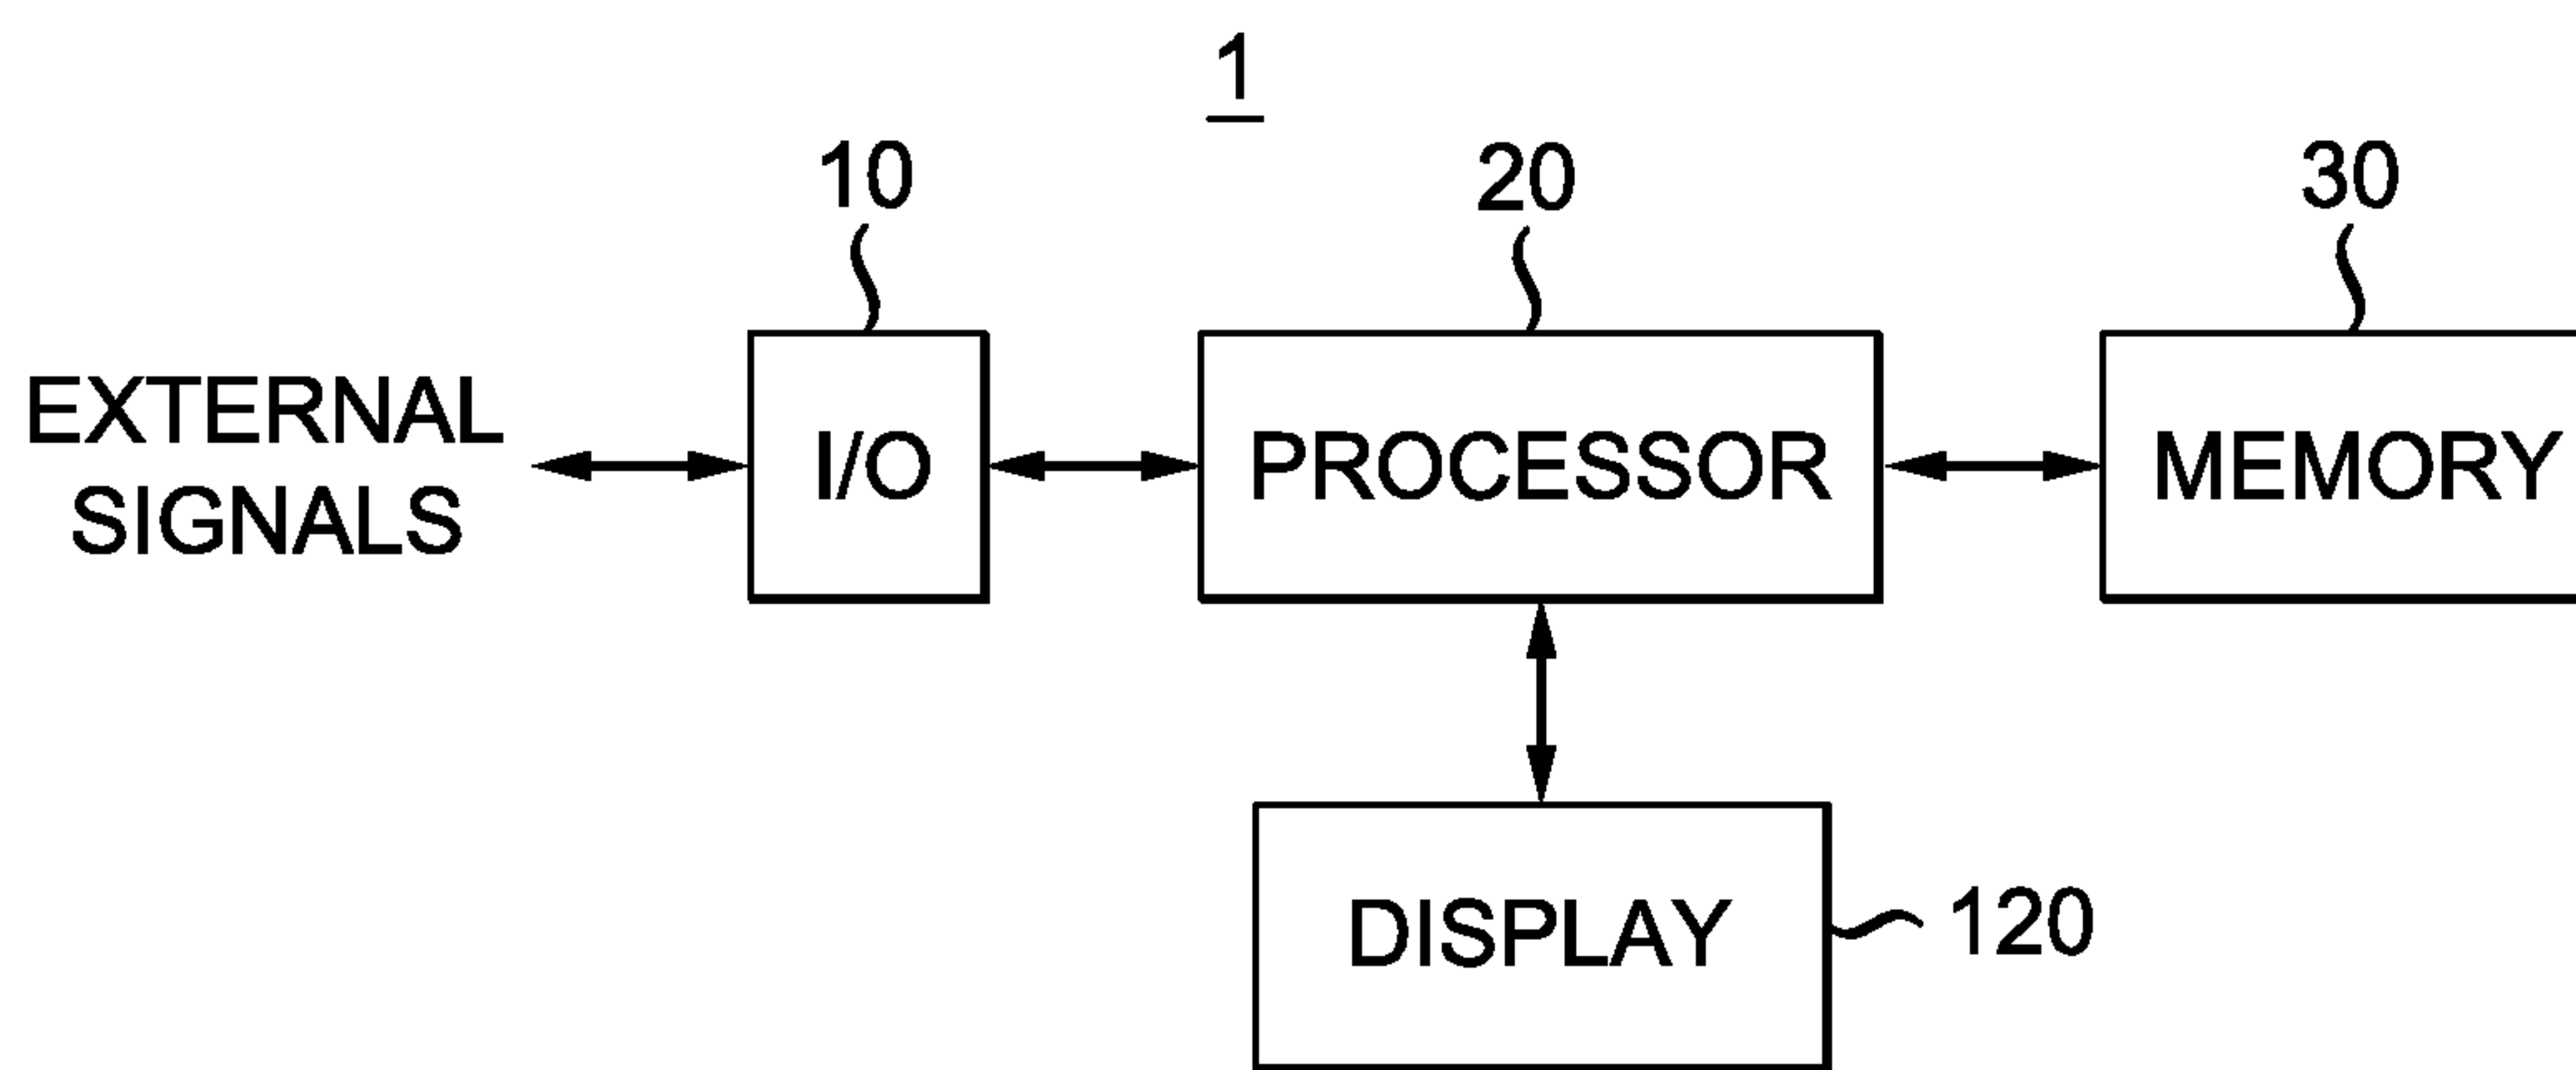 1
10
20
30
EXTERNAL
SIGNALS
I/O
PROCESSOR
MEMORY
DISPLAY
120